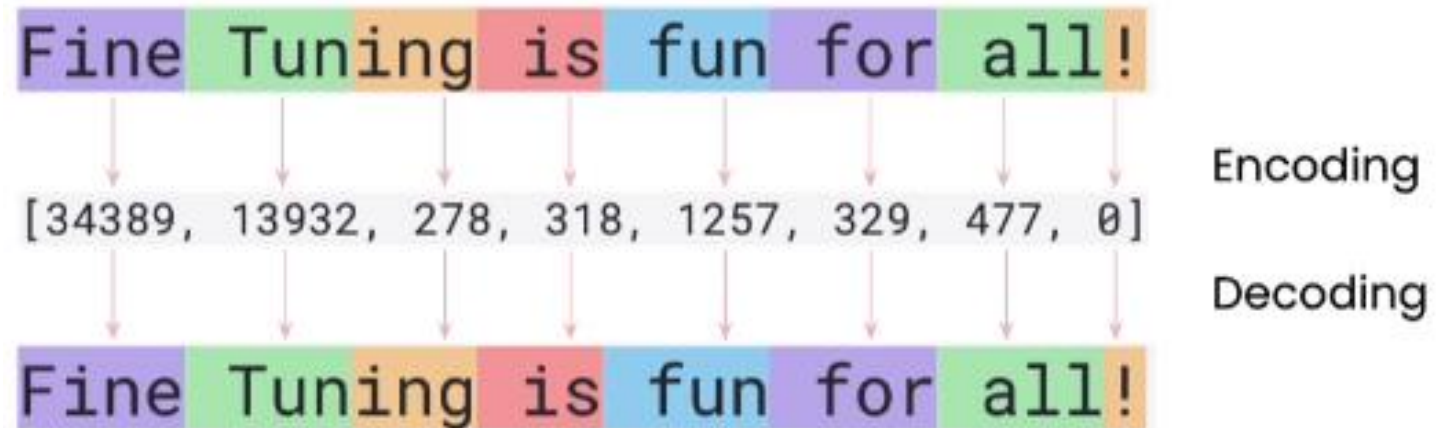 Fine Tuning is fun for all!
Encoding
[34389, 13932, 278, 318, 1257, 329, 477, 0]
Decoding
Fine Tuning is fun for all!